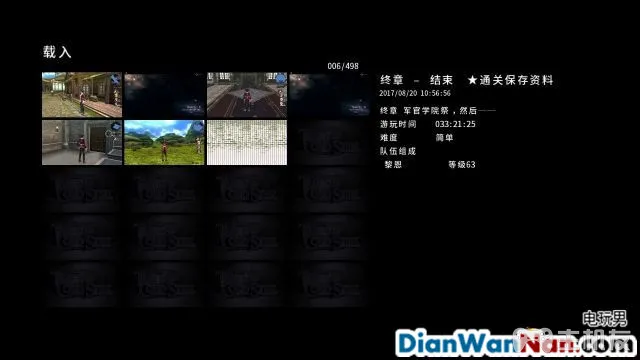 载入
006/498
终章 – 结束 ★通关保存资料
2017/08/20 10:56:56
终章 军官学院祭，然后──
游玩时间 033:21:25
难度 简单
队伍组成
黎恩 等级63
电玩男
DianWanNan.com